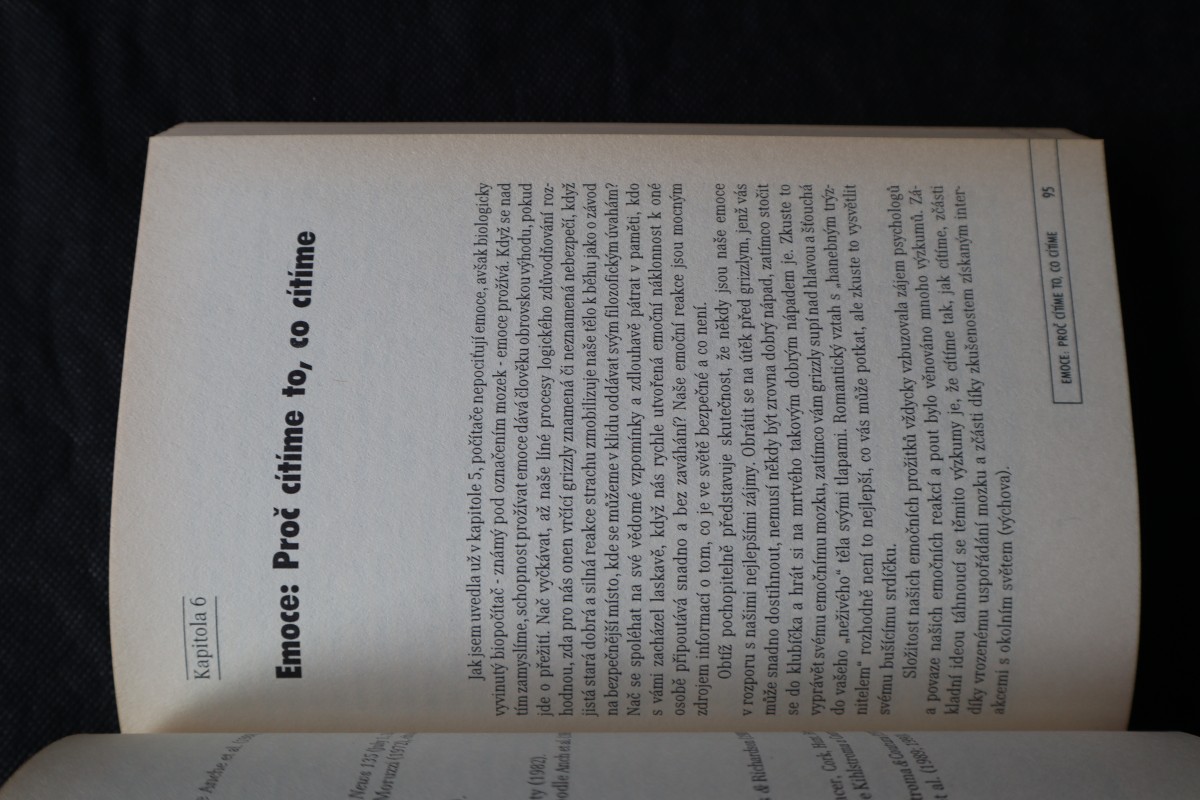 Kapitola 6
Emoce: Proč cítíme to, co cítíme
Jak jsem uvedla už v kapitole 5, počítače nepociťují emoce, avšak biologicky
vyvinutý biopočítač - známý pod označením mozek - emoce prožívá. Když se nad
tím zamyslíme, schopnost prožívat emoce dává člověku obrovskou výhodu, pokud
jde o přežití. Nač vyčkávat, až naše líné procesy logického zdůvodňování roz-
hodnou, zda pro nás onen vrčící grizzly znamená či neznamená nebezpečí, když
jistá stará dobrá a silná reakce strachu zmobilizuje naše tělo k běhu jako o závod
na bezpečnější místo, kde se můžeme v klidu oddávat svým filozofickým úvahám?
Nač se spoléhat na své vědomé vzpomínky a zdlouhavě pátrat v paměti, kdo
s vámi zacházel laskavě, když nás rychle utvořená emoční náklonnost k oné
osobě připoutává snadno a bez zaváhání? Naše emoční reakce jsou mocným
zdrojem informací o tom, co je ve světě bezpečné a co není.
Obtíž pochopitelně představuje skutečnost, že někdy jsou naše emoce
v rozporu s našimi nejlepšími zájmy. Obrátit se na útěk před grizzlym, jenž vás
může snadno dostihnout, nemusí někdy být zrovna dobrý nápad, zatímco stočit
se do klubíčka a hrát si na mrtvého takovým dobrým nápadem je. Zkuste to
vyprávět svému emočnímu mozku, zatímco vám grizzly supí nad hlavou a šťouchá
do vašeho „neživého“ těla svými tlapami. Romantický vztah s „hanebným trýz-
nitelem“ rozhodně není to nejlepší, co vás může potkat, ale zkuste to vysvětlit
svému bušícímu srdíčku.
Složitost našich emočních prožitků vždycky vzbuzovala zájem psychologů
a povaze našich emočních reakcí a pout bylo věnováno moho výzkumů. Zá-
kladní ideou táhnoucí se těmito výzkumy je, že cítíme tak, jak cítíme, zčásti
díky vrozenému uspořádání mozku a zčásti díky zkušenostem získaným inter-
akcemi s okolním světem (výchova).
EMOCE: PROČ CÍTÍME TO, CO CÍTÍME 95
et al.
Neuon 135
Moruzzi (1971),
ty (1982).
& Richardson
Cork,
t al. (1989;